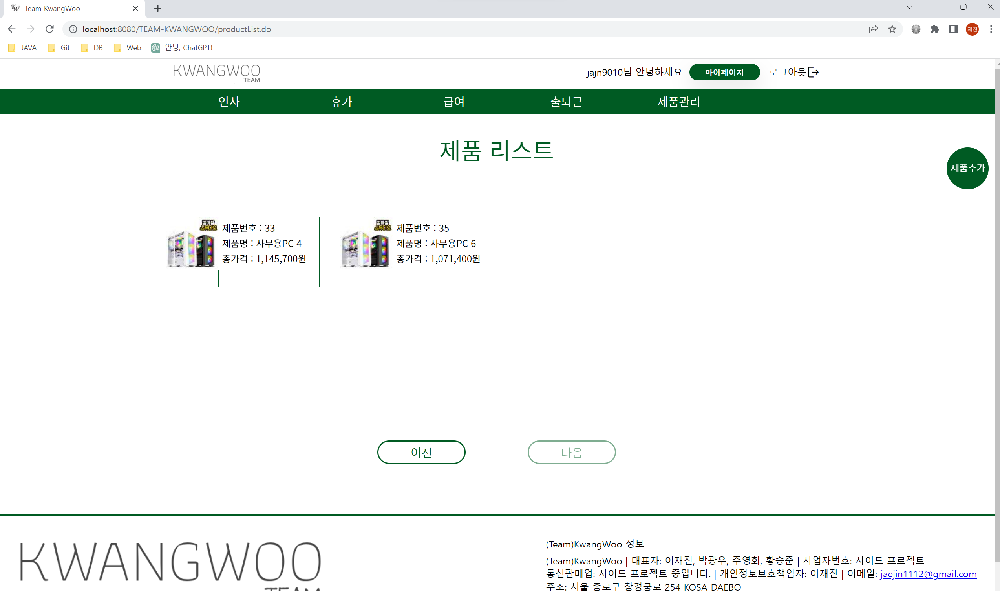 Team KwangWoo
localhost:8080/TEAM-KWANGWOO/productList.do
재진
JAVA Git DB Web 안녕, ChatGPT!
KWANGWOO
TEAM
jajn9010님 안녕하세요 마이페이지 로그아웃
인사 휴가 급여 출퇴근 제품관리
제품 리스트
제품추가
컴마왕
스튜디오
제품번호 : 33
제품명 : 사무용PC 4
총가격 : 1,145,700원
컴마왕
스튜디오
제품번호 : 35
제품명 : 사무용PC 6
총가격 : 1,071,400원
이전 다음
KWANGWOO
TEAM
(Team)KwangWoo 정보
(Team)KwangWoo | 대표자: 이재진, 박광우, 주영회, 황승준 | 사업자번호: 사이드 프로젝트
통신판매업: 사이드 프로젝트 중입니다. | 개인정보보호책임자: 이재진 | 이메일: jaejin1112@gmail.com
주소: 서울 종로구 창경궁로 254 KOSA DAEBO